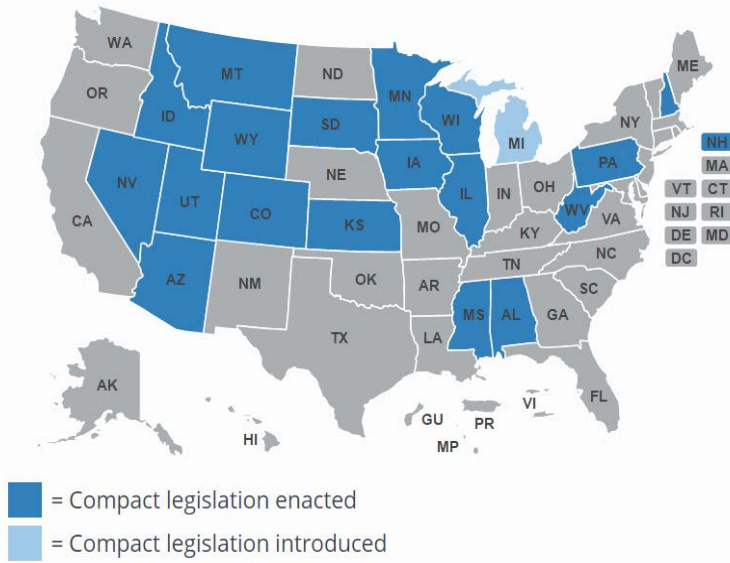 WA
MT
ND
MN
ME
OR
ID
SD
WI
NY
WY
MI
NH
IA
PA
MA
NE
NV
UT
IL
IN
OH
VT
CT
CO
WV
NJ
RI
CA
KS
MO
KY
VA
DE
MD
AZ
NM
OK
AR
TN
NC
DC
SC
MS
AL
GA
TX
LA
AK
FL
VI
GU
PR
HI
MP
= Compact legislation enacted
= Compact legislation introduced